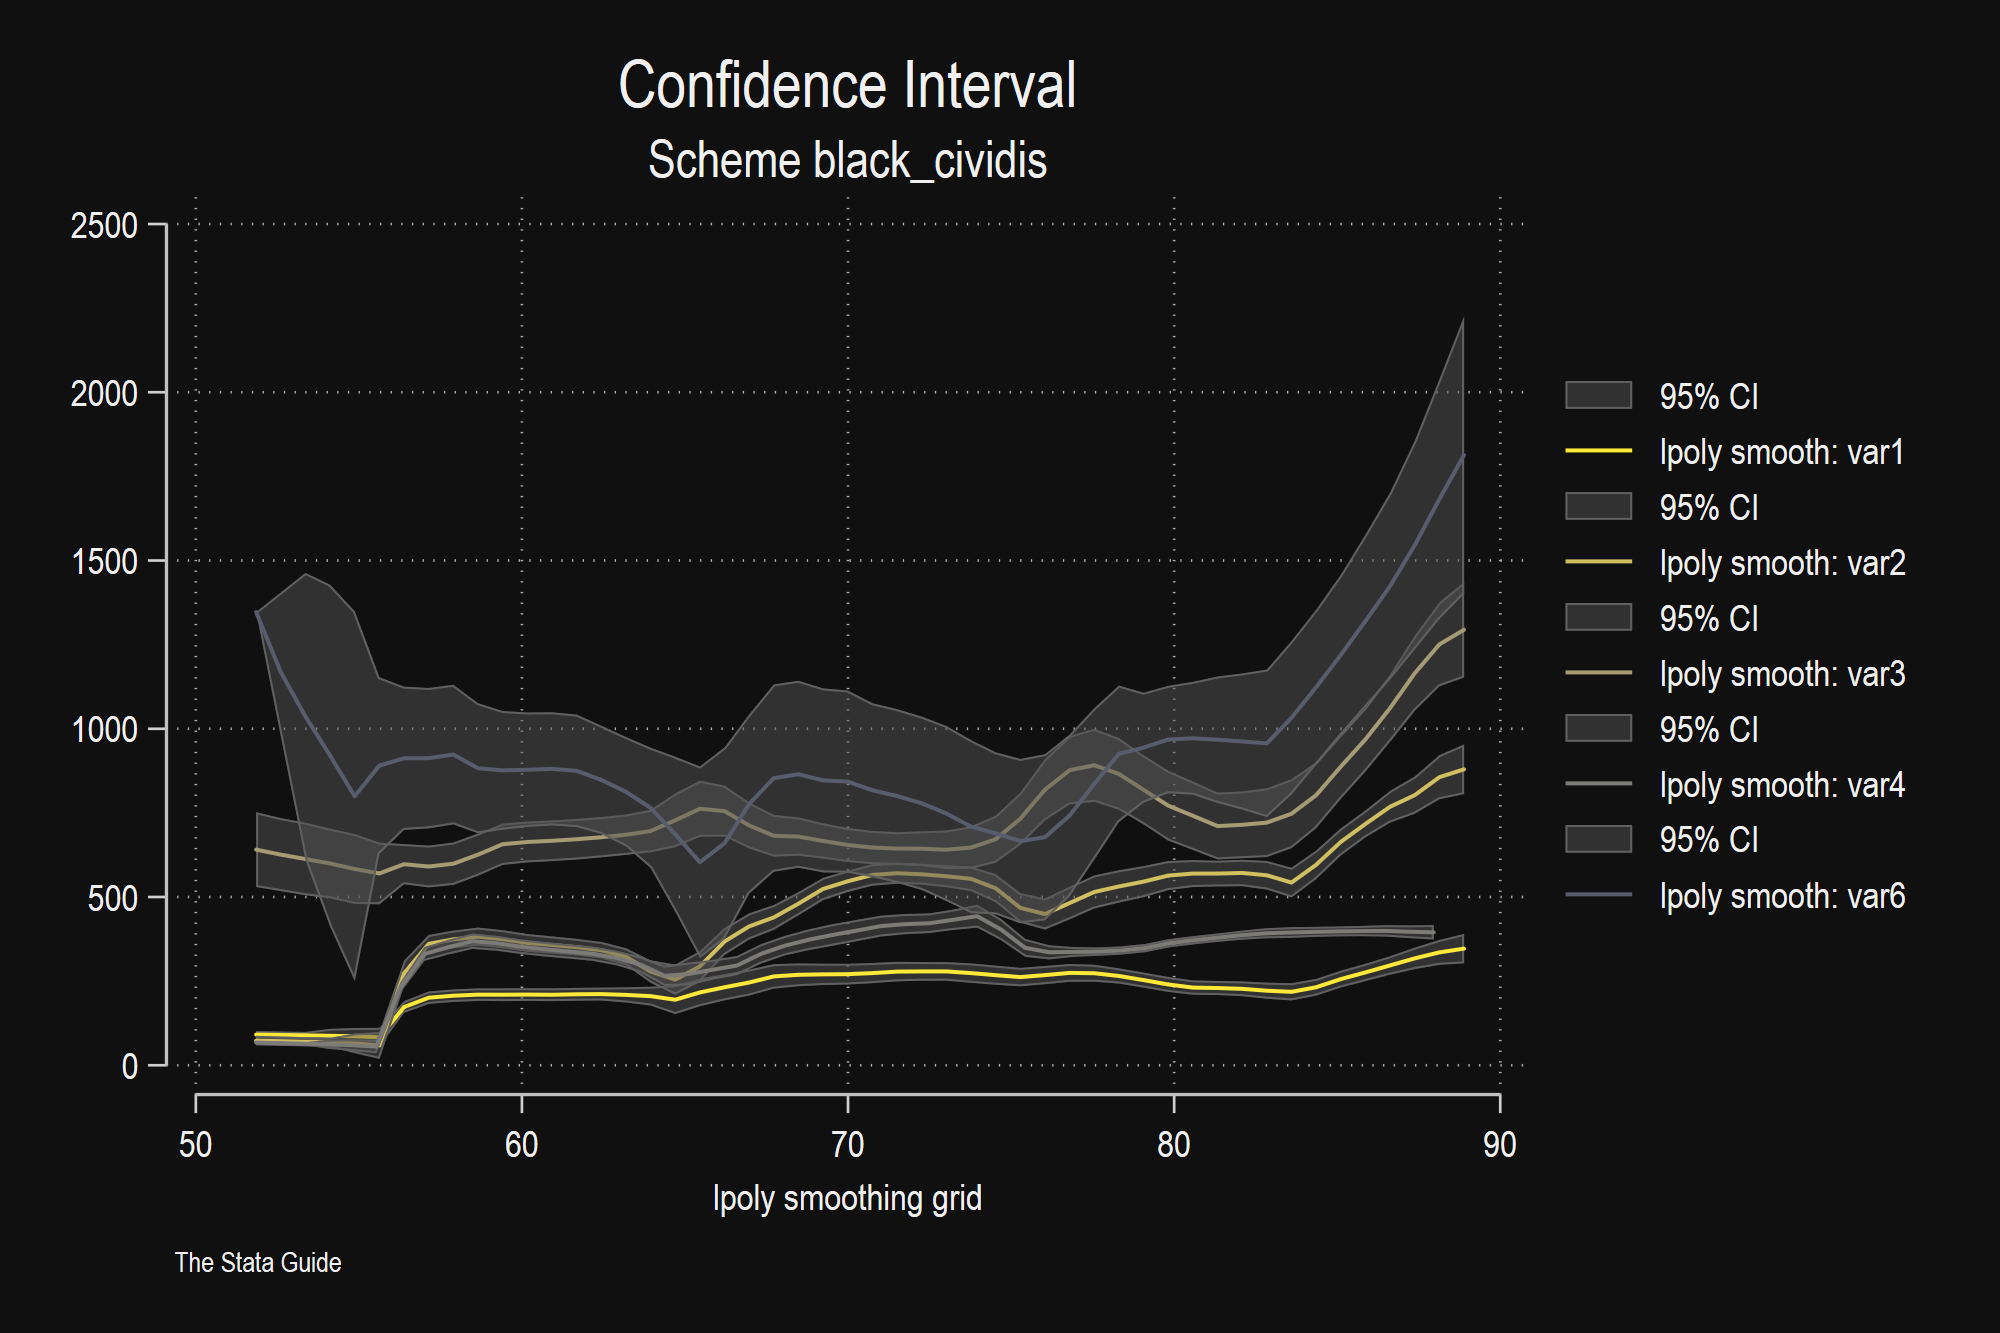 Confidence Interval
Scheme black_cividis
2500
2000
1500
1000
500
0
50 60 70 80 90
lpoly smoothing grid
95% CI
lpoly smooth: var1
95% CI
lpoly smooth: var2
95% CI
lpoly smooth: var3
95% CI
lpoly smooth: var4
95% CI
lpoly smooth: var6
The Stata Guide